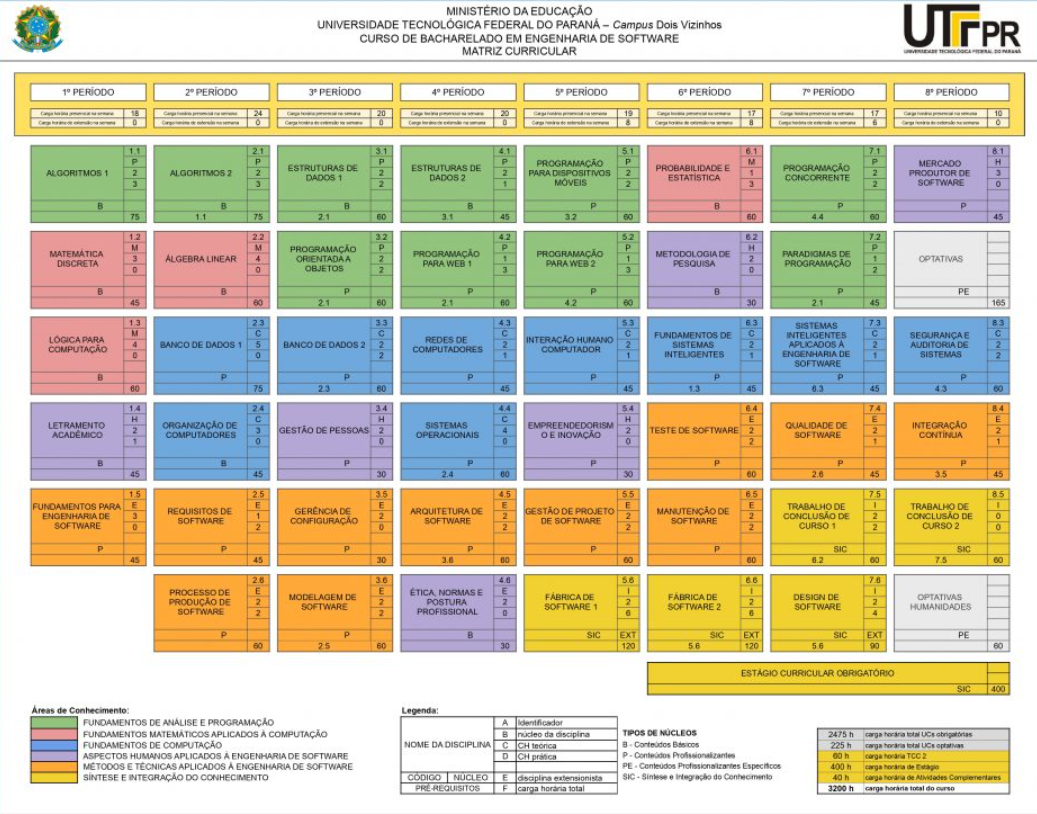 MINISTÉRIO DA EDUCAÇÃO
UNIVERSIDADE TECNOLÓGICA FEDERAL DO PARANÁ – Campus Dois Vizinhos
CURSO DE BACHARELADO EM ENGENHARIA DE SOFTWARE
MATRIZ CURRICULAR
UTFPR
UNIVERSIDADE TECNOLÓGICA FEDERAL DO PARANÁ
1º PERÍODO 2º PERÍODO 3º PERÍODO 4º PERÍODO 5º PERÍODO 6º PERÍODO 7º PERÍODO 8º PERÍODO
Carga horária presencial na semana 18 Carga horária presencial na semana 24 Carga horária presencial na semana 20 Carga horária presencial na semana 20 Carga horária presencial na semana 19 Carga horária presencial na semana 17 Carga horária presencial na semana 17 Carga horária presencial na semana 10
Carga horária de extensão na semana 0 Carga horária de extensão na semana 0 Carga horária de extensão na semana 0 Carga horária de extensão na semana 0 Carga horária de extensão na semana 8 Carga horária de extensão na semana 8 Carga horária de extensão na semana 6 Carga horária de extensão na semana 0
ALGORITMOS 1 1.1 P 2 3 B 75
ALGORITMOS 2 2.1 P 2 3 B 1.1 75
ESTRUTURAS DE DADOS 1 3.1 P 2 2 B 2.1 60
ESTRUTURAS DE DADOS 2 4.1 P 2 1 B 3.1 45
PROGRAMAÇÃO PARA DISPOSITIVOS MÓVEIS 5.1 P 2 2 P 3.2 60
PROBABILIDADE E ESTATÍSTICA 6.1 M 1 3 B 60
PROGRAMAÇÃO CONCORRENTE 7.1 P 2 2 P 4.4 60
MERCADO PRODUTOR DE SOFTWARE 8.1 H 3 0 P 45
MATEMÁTICA DISCRETA 1.2 M 3 0 B 45
ÁLGEBRA LINEAR 2.2 M 4 0 B 60
PROGRAMAÇÃO ORIENTADA A OBJETOS 3.2 P 2 2 P 2.1 60
PROGRAMAÇÃO PARA WEB 1 4.2 P 1 3 P 2.1 60
PROGRAMAÇÃO PARA WEB 2 5.2 P 1 3 P 4.2 60
METODOLOGIA DE PESQUISA 6.2 H 2 0 B 30
PARADIGMAS DE PROGRAMAÇÃO 7.2 P 1 2 P 2.1 45
OPTATIVAS PE 165
LÓGICA PARA COMPUTAÇÃO 1.3 M 4 0 B 60
BANCO DE DADOS 1 2.3 C 5 0 P 75
BANCO DE DADOS 2 3.3 C 2 2 P 2.3 60
REDES DE COMPUTADORES 4.3 C 2 1 P 45
INTERAÇÃO HUMANO COMPUTADOR 5.3 C 2 1 P 45
FUNDAMENTOS DE SISTEMAS INTELIGENTES 6.3 C 2 1 P 1.3 45
SISTEMAS INTELIGENTES APLICADOS À ENGENHARIA DE SOFTWARE 7.3 C 2 1 P 6.3 45
SEGURANÇA E AUDITORIA DE SISTEMAS 8.3 C 2 2 P 4.3 60
LETRAMENTO ACADÊMICO 1.4 H 2 1 B 45
ORGANIZAÇÃO DE COMPUTADORES 2.4 C 3 0 B 45
GESTÃO DE PESSOAS 3.4 H 2 0 P 30
SISTEMAS OPERACIONAIS 4.4 C 4 0 P 2.4 60
EMPREENDEDORISM O E INOVAÇÃO 5.4 H 2 0 P 30
TESTE DE SOFTWARE 6.4 E 2 2 P 60
QUALIDADE DE SOFTWARE 7.4 E 2 1 P 2.6 45
INTEGRAÇÃO CONTÍNUA 8.4 E 2 1 P 3.5 45
FUNDAMENTOS PARA ENGENHARIA DE SOFTWARE 1.5 E 3 0 P 45
REQUISITOS DE SOFTWARE 2.5 E 1 2 P 45
GERÊNCIA DE CONFIGURAÇÃO 3.5 E 2 0 P 30
ARQUITETURA DE SOFTWARE 4.5 E 2 2 P 3.6 60
GESTÃO DE PROJETO DE SOFTWARE 5.5 E 2 2 P 60
MANUTENÇÃO DE SOFTWARE 6.5 E 2 2 P 60
TRABALHO DE CONCLUSÃO DE CURSO 1 7.5 I 2 2 SIC 6.2 60
TRABALHO DE CONCLUSÃO DE CURSO 2 8.5 I 0 0 SIC 7.5 60
PROCESSO DE PRODUÇÃO DE SOFTWARE 2.6 E 2 2 P 60
MODELAGEM DE SOFTWARE 3.6 E 2 2 P 2.5 60
ÉTICA, NORMAS E POSTURA PROFISSIONAL 4.6 E 2 0 B 30
FÁBRICA DE SOFTWARE 1 5.6 I 2 6 SIC EXT 120
FÁBRICA DE SOFTWARE 2 6.6 I 2 6 SIC EXT 5.6 120
DESIGN DE SOFTWARE 7.6 I 2 4 SIC EXT 5.6 90
OPTATIVAS HUMANIDADES PE 60
ESTÁGIO CURRICULAR OBRIGATÓRIO
SIC 400
Áreas de Conhecimento:
FUNDAMENTOS DE ANÁLISE E PROGRAMAÇÃO
FUNDAMENTOS MATEMÁTICOS APLICADOS À COMPUTAÇÃO
FUNDAMENTOS DE COMPUTAÇÃO
ASPECTOS HUMANOS APLICADOS À ENGENHARIA DE SOFTWARE
MÉTODOS E TÉCNICAS APLICADOS À ENGENHARIA DE SOFTWARE
SÍNTESE E INTEGRAÇÃO DO CONHECIMENTO
Legenda:
A Identificador
B núcleo da disciplina
NOME DA DISCIPLINA C CH teórica
D CH prática
CÓDIGO NÚCLEO E disciplina extensionista
PRÉ-REQUISITOS F carga horária total
TIPOS DE NÚCLEOS
B - Conteúdos Básicos
P - Conteúdos Profissionalizantes
PE - Conteúdos Profissionalizantes Específicos
SIC - Síntese e Integração do Conhecimento
2475 h carga horária total UCs obrigatórias
225 h carga horária total UCs optativas
60 h carga horária TCC 2
400 h carga horária de Estágio
40 h carga horária de Atividades Complementares
3200 h carga horária total do curso